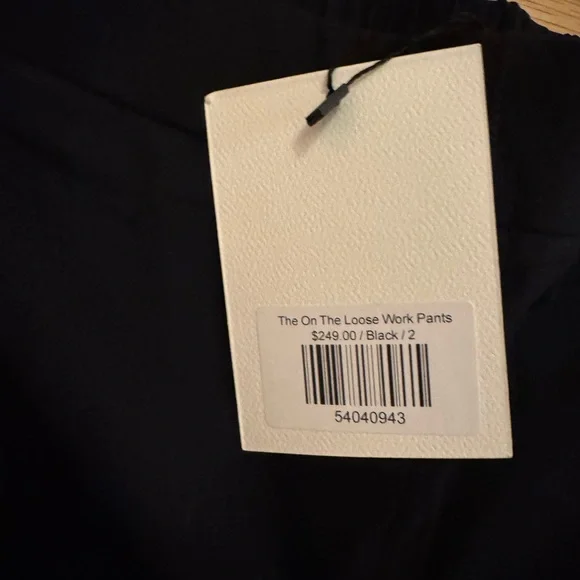 The On The Loose Work Pants
$249.00 / Black / 2
54040943